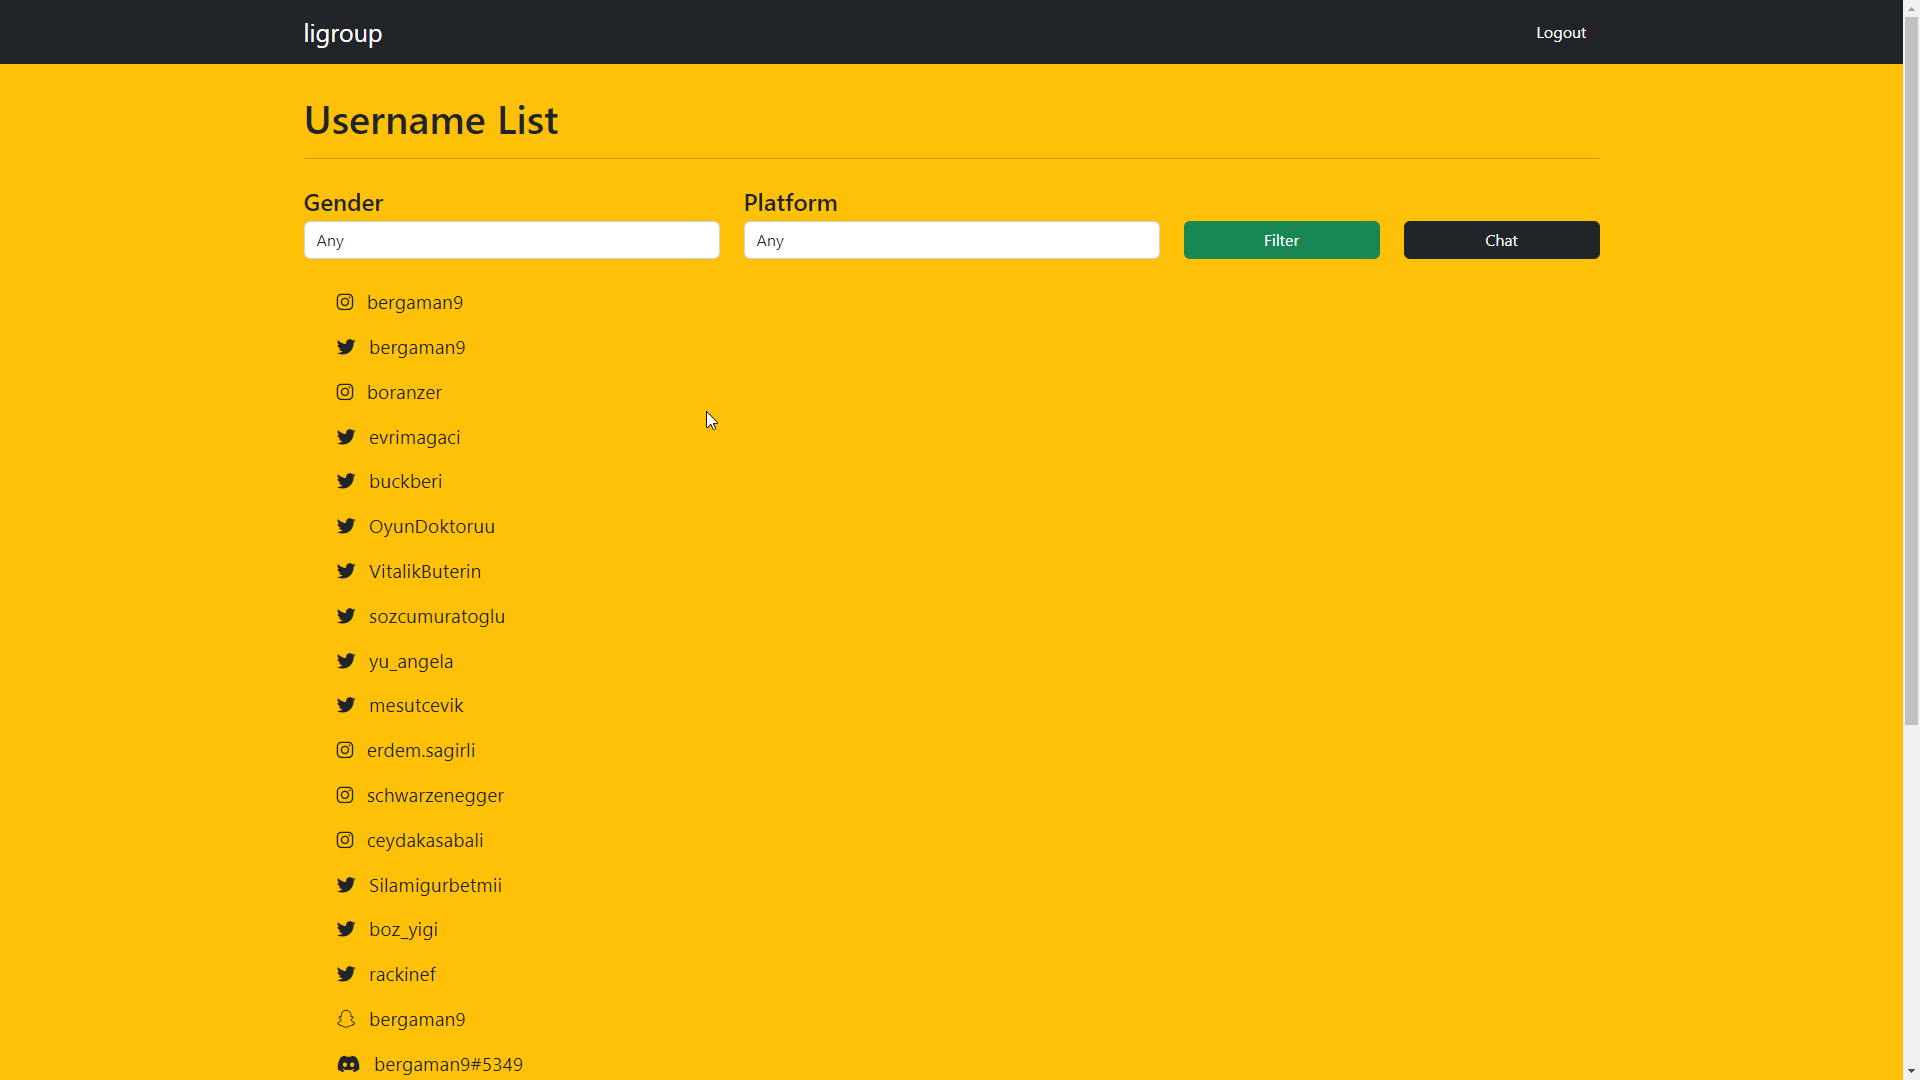 ligroup Logout
Username List
Gender Platform
Any Any Filter Chat
bergaman9
bergaman9
boranzer
evrimagaci
buckberi
OyunDoktoruu
VitalikButerin
sozcumuratoglu
yu_angela
mesutcevik
erdem.sagirli
schwarzenegger
ceydakasabali
Silamigurbetmii
boz_yigi
rackinef
bergaman9
bergaman9#5349